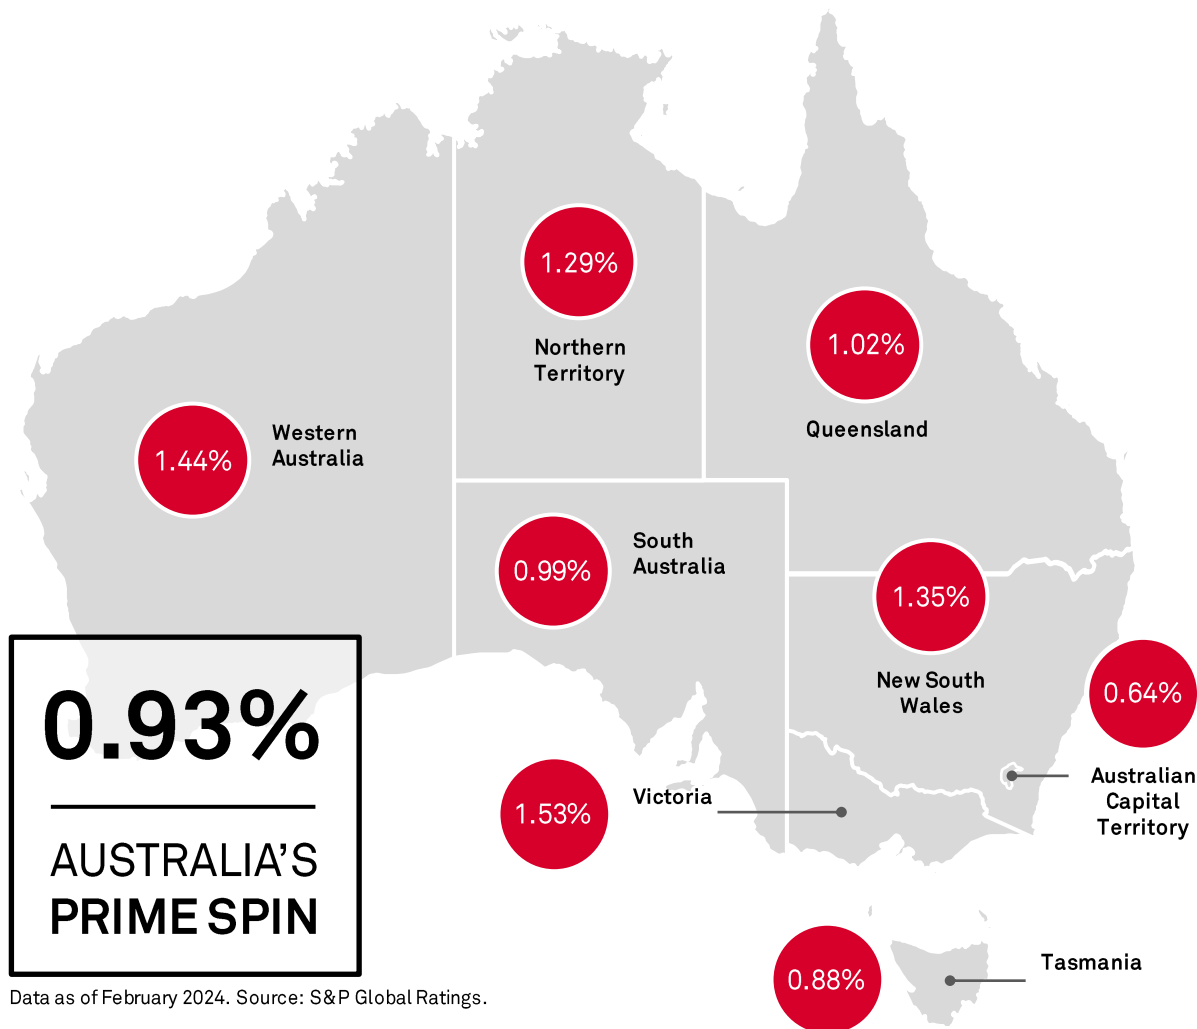 1.29%
Northern
Territory
1.02%
Queensland
1.44%
Western
Australia
0.99%
South
Australia
1.35%
New South
Wales
0.64%
Australian
Capital
Territory
1.53%
Victoria
0.88%
Tasmania
0.93%
AUSTRALIA'S
PRIME SPIN
Data as of February 2024. Source: S&P Global Ratings.